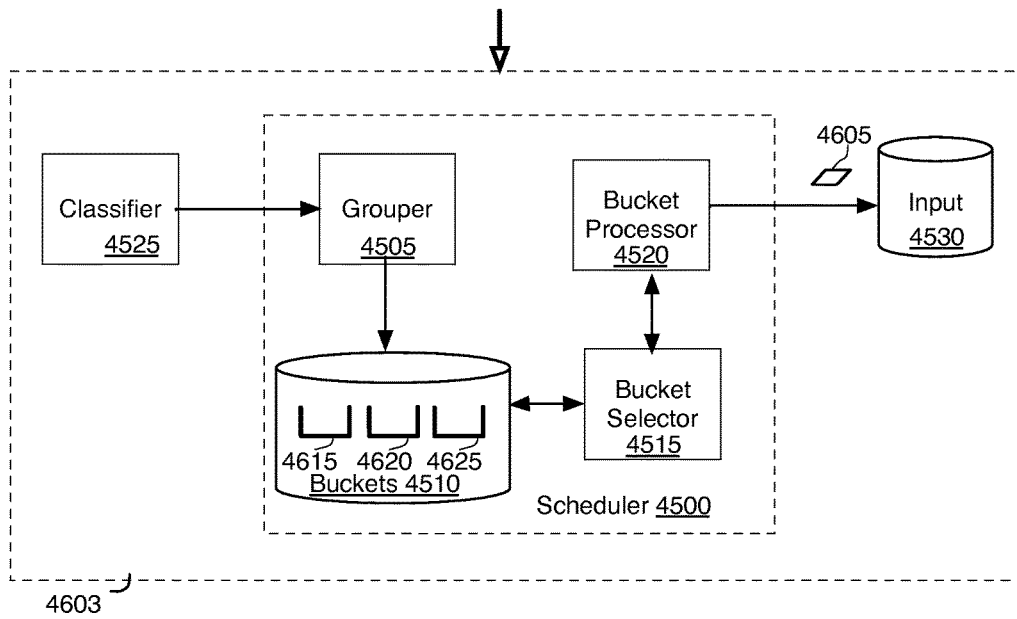 4605
Classifier
4525
Grouper
4505
Bucket
Processor
4520
Input
4530
Bucket
Selector
4515
4615 4620 4625
Buckets 4510
Scheduler 4500
4603